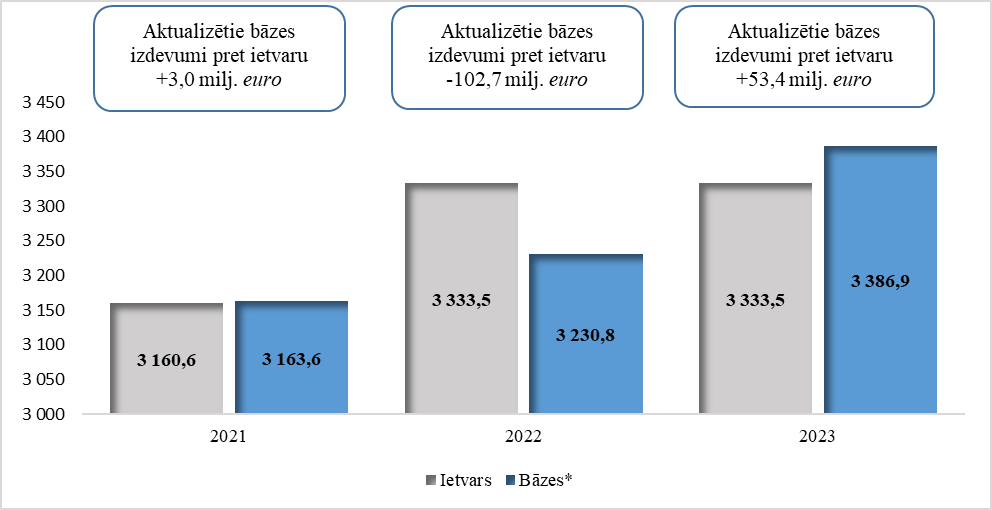 Aktualizētie bāzes
izdevumi pret ietvaru
+3,0 milj. euro
Aktualizētie bāzes
izdevumi pret ietvaru
-102,7 milj. euro
Aktualizētie bāzes
izdevumi pret ietvaru
+53,4 milj. euro
3 450
3 400
3 350
3 300
3 250
3 200
3 150
3 100
3 050
3 000
3 160,6
3 163,6
3 333,5
3 230,8
3 333,5
3 386,9
2021
2022
2023
Ietvars
Bāzes*